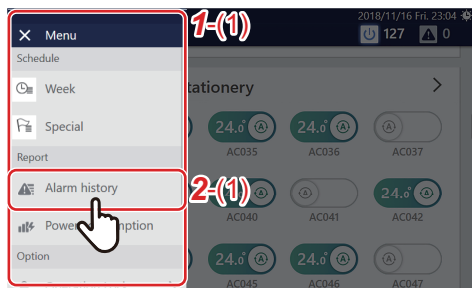 1-(1)
2018/11/16 Fri. 23:04
Menu
127
0
Schedule
Week
tationery
Special
24.0°
24.0°
AC035
AC036
AC037
Report
Alarm history
2-(1)
24.0°
AC040
AC041
AC042
Power
mption
Option
24.0°
24.0°
AC045
AC046
AC047